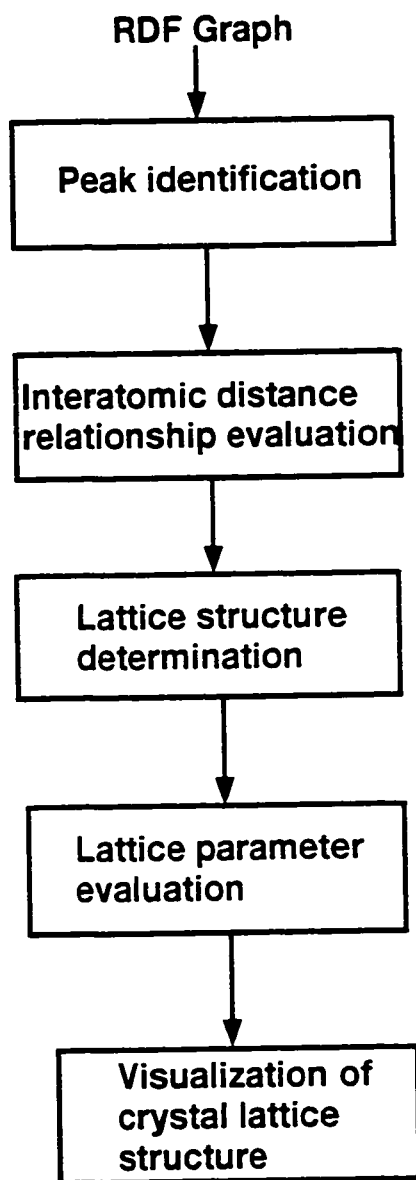 RDF Graph
Peak identification
Interatomic distance
relationship evaluation
Lattice structure
determination
Lattice parameter
evaluation
Visualization of
crystal lattice
structure